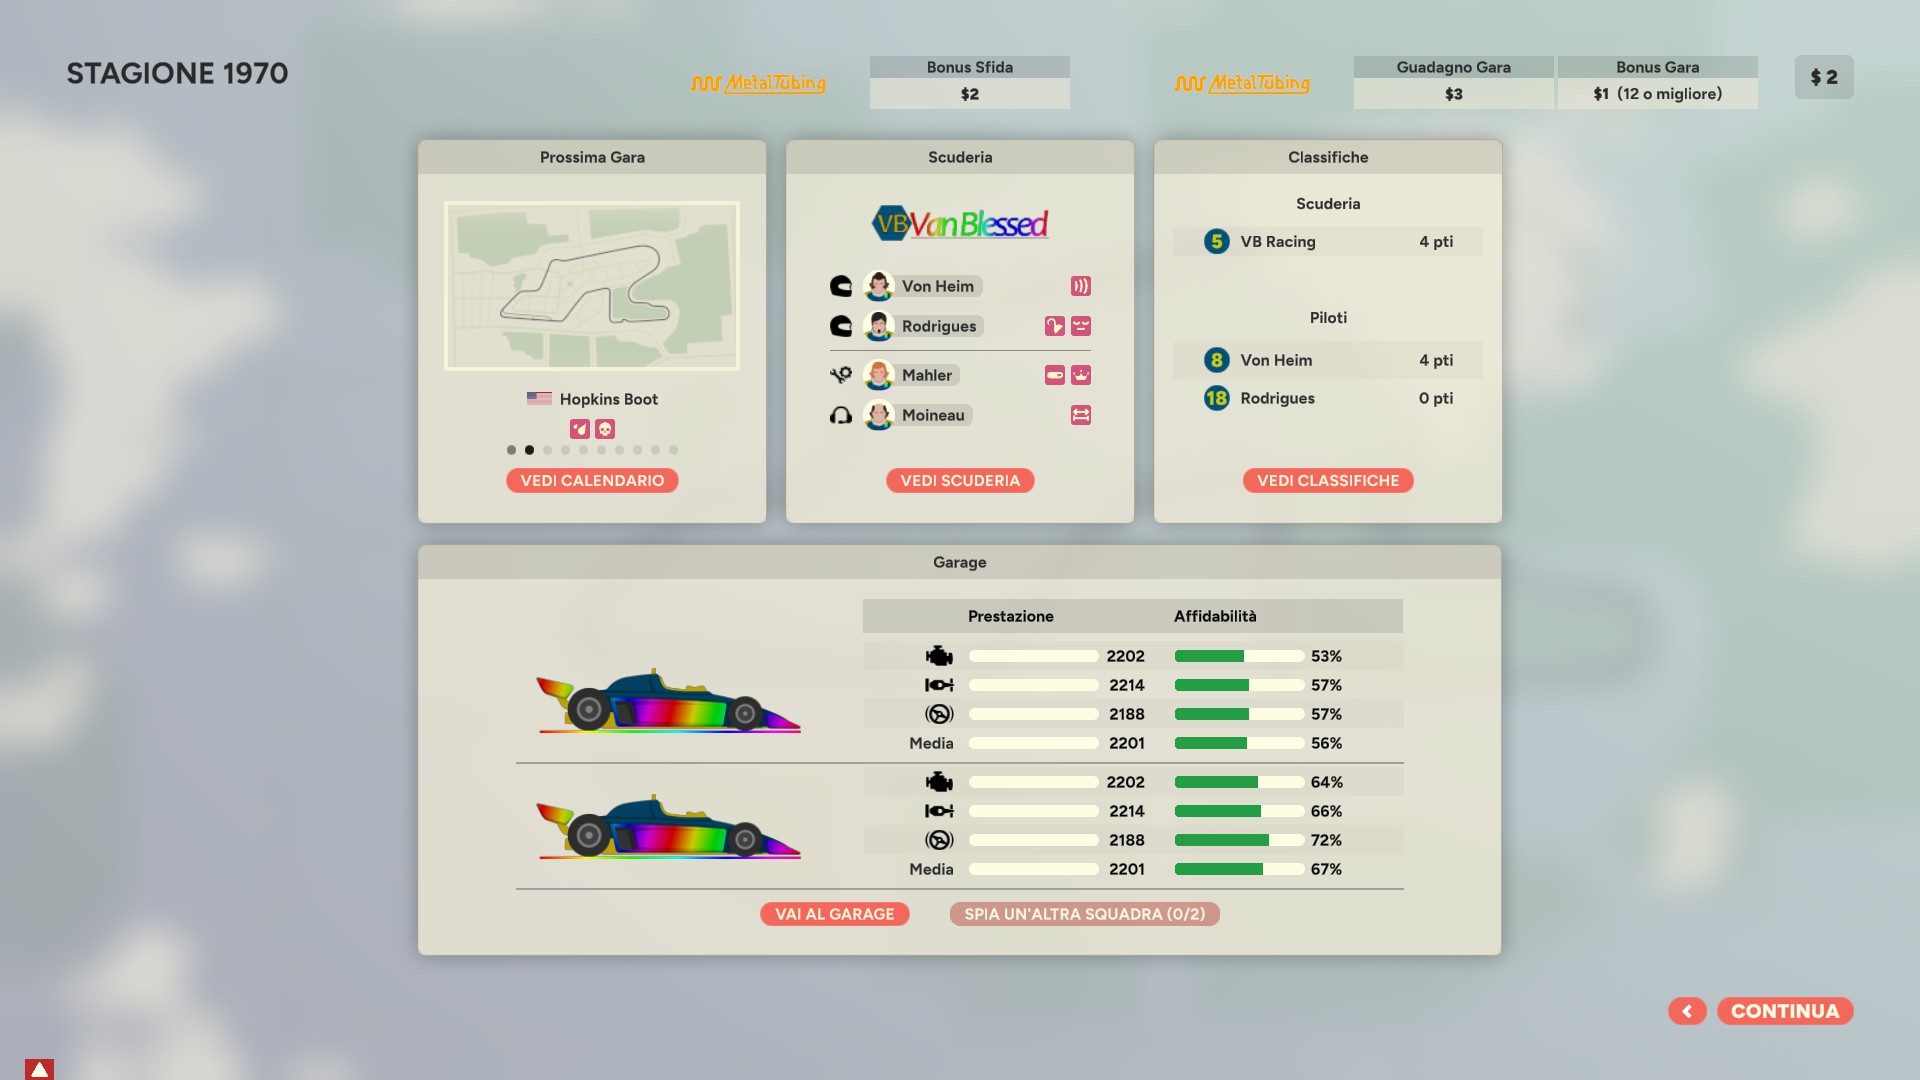 STAGIONE 1970
MetalTubing
Bonus Sfida
$2
MetalTubing
Guadagno Gara
$3
Bonus Gara
$1 (12 o migliore)
$ 2
Prossima Gara
Hopkins Boot
VEDI CALENDARIO
Scuderia
VB Van Blessed
Von Heim
Rodrigues
Mahler
Moineau
VEDI SCUDERIA
Classifiche
Scuderia
5 VB Racing 4 pti
Piloti
8 Von Heim 4 pti
18 Rodrigues 0 pti
VEDI CLASSIFICHE
Garage
Prestazione Affidabilità
2202 53%
2214 57%
2188 57%
Media 2201 56%
2202 64%
2214 66%
2188 72%
Media 2201 67%
VAI AL GARAGE
SPIA UN'ALTRA SQUADRA (0/2)
CONTINUA